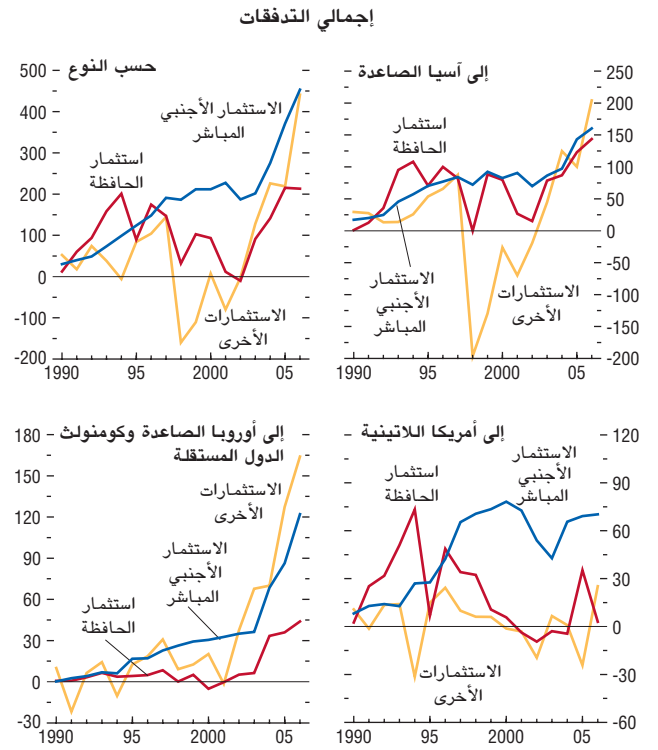 إجمالي التدفقات
حسب النوع
500
400
300
200
100
0
-100
-200
الاستثمار الأجنبي
المباشر
استثمار
الحافظة
الاستثمارات
الأخرى
1990
95
2000
05
إلى آسيا الصاعدة
250
200
150
100
50
0
-50
-100
-150
-200
استثمار
الحافظة
الاستثمار
الأجنبي
المباشر
الاستثمارات
الأخرى
1990
95
2000
05
إلى أوروبا الصاعدة وكومنولث
الدول المستقلة
180
150
120
90
60
30
0
-30
الاستثمارات
الأخرى
الاستثمار
الأجنبي
المباشر
استثمار
الحافظة
1990
95
2000
05
إلى أمريكا اللاتينية
120
90
60
30
0
-30
-60
الاستثمار
الأجنبي
المباشر
استثمار
الحافظة
الاستثمارات
الأخرى
1990
95
2000
05